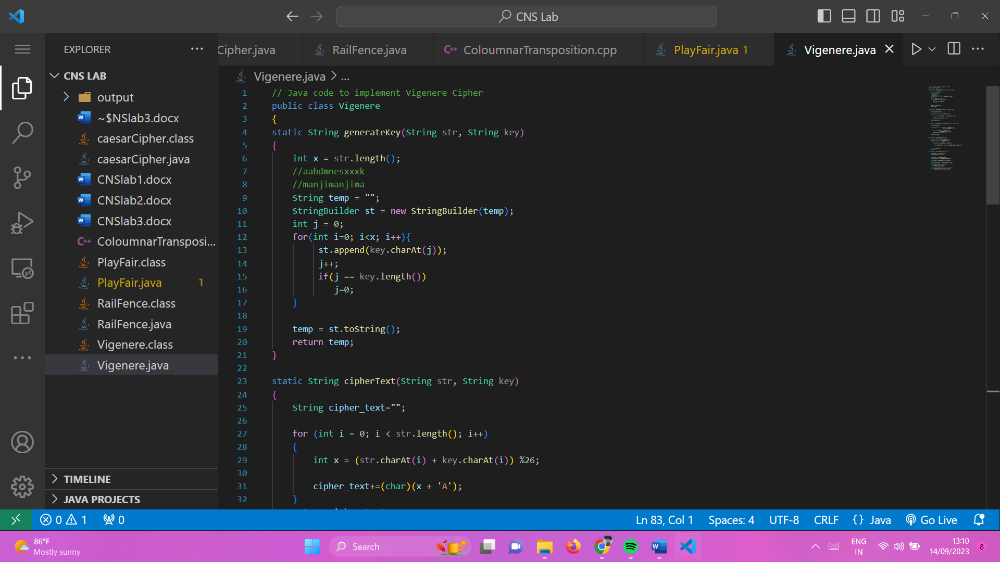 CNS Lab
EXPLORER
Cipher.java
RailFence.java
C++ ColoumnarTransposition.cpp
PlayFair.java 1
Vigenere.java
CNS LAB
output
~$NSlab3.docx
caesarCipher.class
caesarCipher.java
CNSlab1.docx
CNSlab2.docx
CNSlab3.docx
C++ ColoumnarTransposi...
PlayFair.class
PlayFair.java 1
RailFence.class
RailFence.java
Vigenere.class
Vigenere.java
TIMELINE
JAVA PROJECTS
Vigenere.java > ...
1 // Java code to implement Vigenere Cipher
2 public class Vigenere
3 {
4 static String generateKey(String str, String key)
5 {
6 int x = str.length();
7 //aabdmnesxxxk
8 //manjimanjima
9 String temp = "";
10 StringBuilder st = new StringBuilder(temp);
11 int j = 0;
12 for(int i=0; i<x; i++){
13 st.append(key.charAt(j));
14 j++;
15 if(j == key.length())
16 j=0;
17 }
18
19 temp = st.toString();
20 return temp;
21 }
22
23 static String cipherText(String str, String key)
24 {
25 String cipher_text="";
26
27 for (int i = 0; i < str.length(); i++)
28 {
29 int x = (str.charAt(i) + key.charAt(i)) %26;
30
31 cipher_text+=(char)(x + 'A');
32 }
0 1 0
Ln 83, Col 1 Spaces: 4 UTF-8 CRLF {} Java Go Live
86°F
Mostly sunny
Search
ENG
IN
13:10
14/09/2023
8